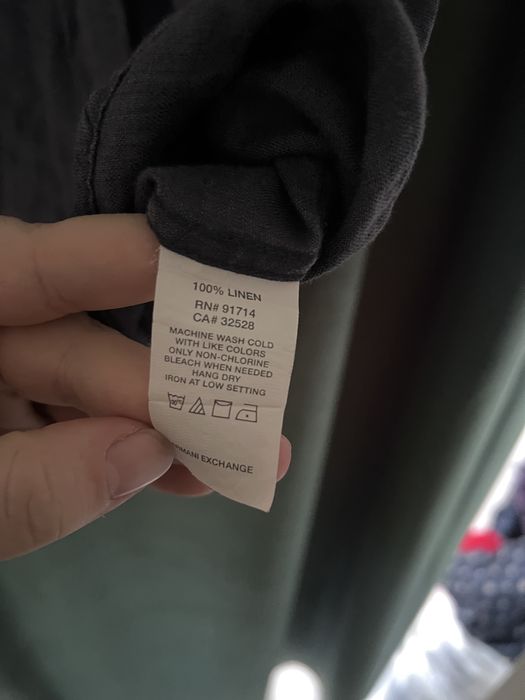 100% LINEN
RN# 91714
CA# 32528
MACHINE WASH COLD
WITH LIKE COLORS
ONLY NON-CHLORINE
BLEACH WHEN NEEDED
HANG DRY
IRON AT LOW SETTING
EXCHANGE